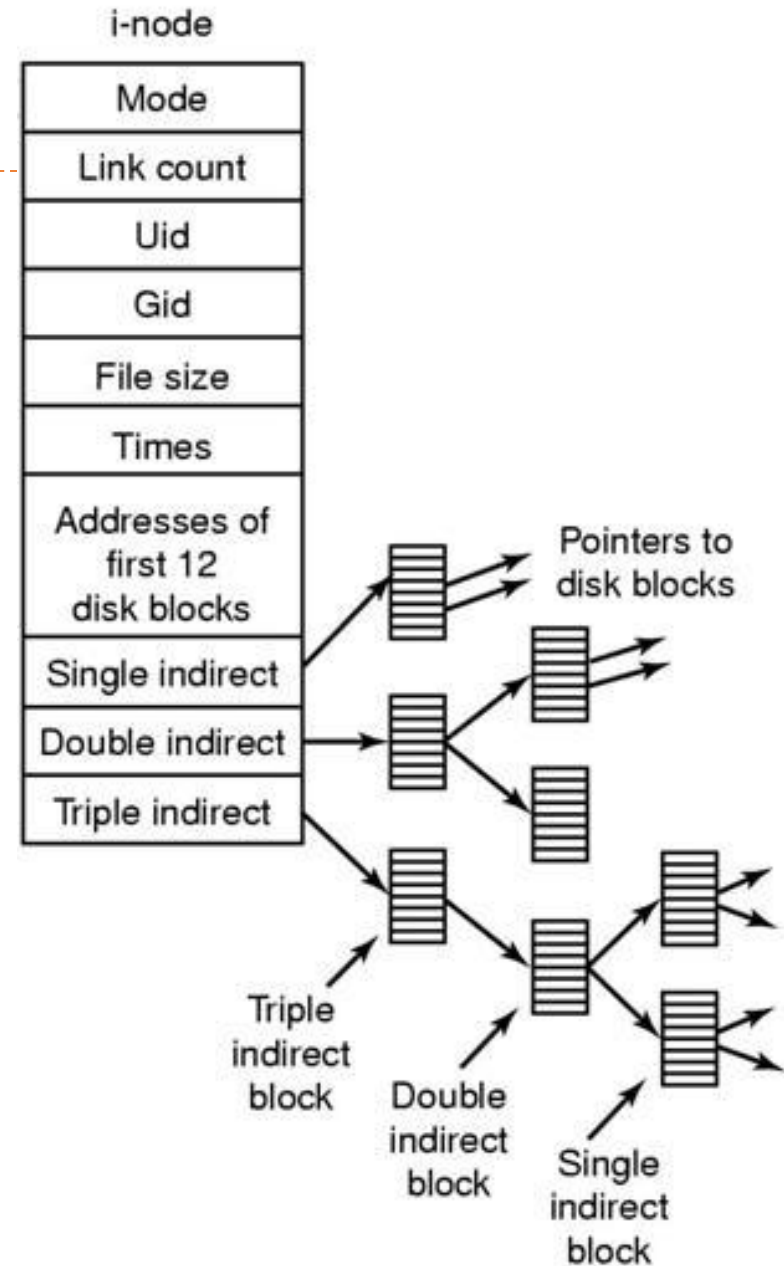 i-node
Mode
Link count
Uid
Gid
File size
Times
Addresses of
first 12
disk blocks
Single indirect
Double indirect
Triple indirect
Pointers to
disk blocks
Triple
indirect
block
Double
indirect
block
Single
indirect
block